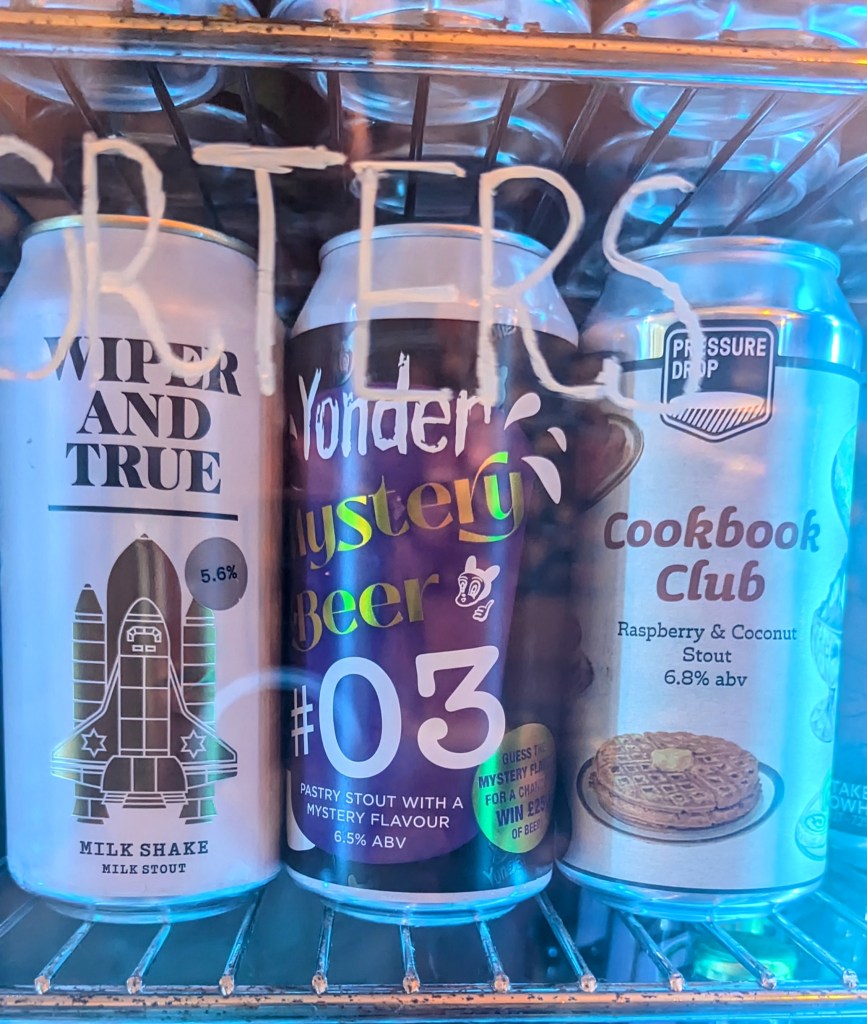 RTERS
WIPER
AND
TRUE
5.6%
MILK SHAKE
MILK STOUT
Yonder
Mystery
Beer
#03
PASTRY STOUT WITH A
MYSTERY FLAVOUR
6.5% ABV
GUESS THE
MYSTERY
FOR A
WIN
OF BEER
PRESSURE
DROP
Cookbook
Club
Raspberry & Coconut
Stout
6.8% abv
TAKE